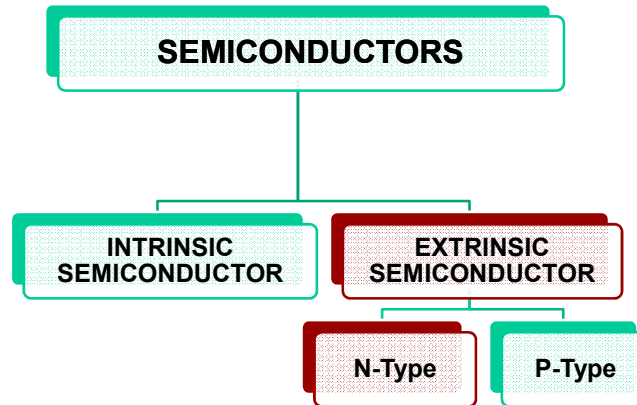 SEMICONDUCTORS
INTRINSIC
SEMICONDUCTOR
EXTRINSIC
SEMICONDUCTOR
N-Type
P-Type